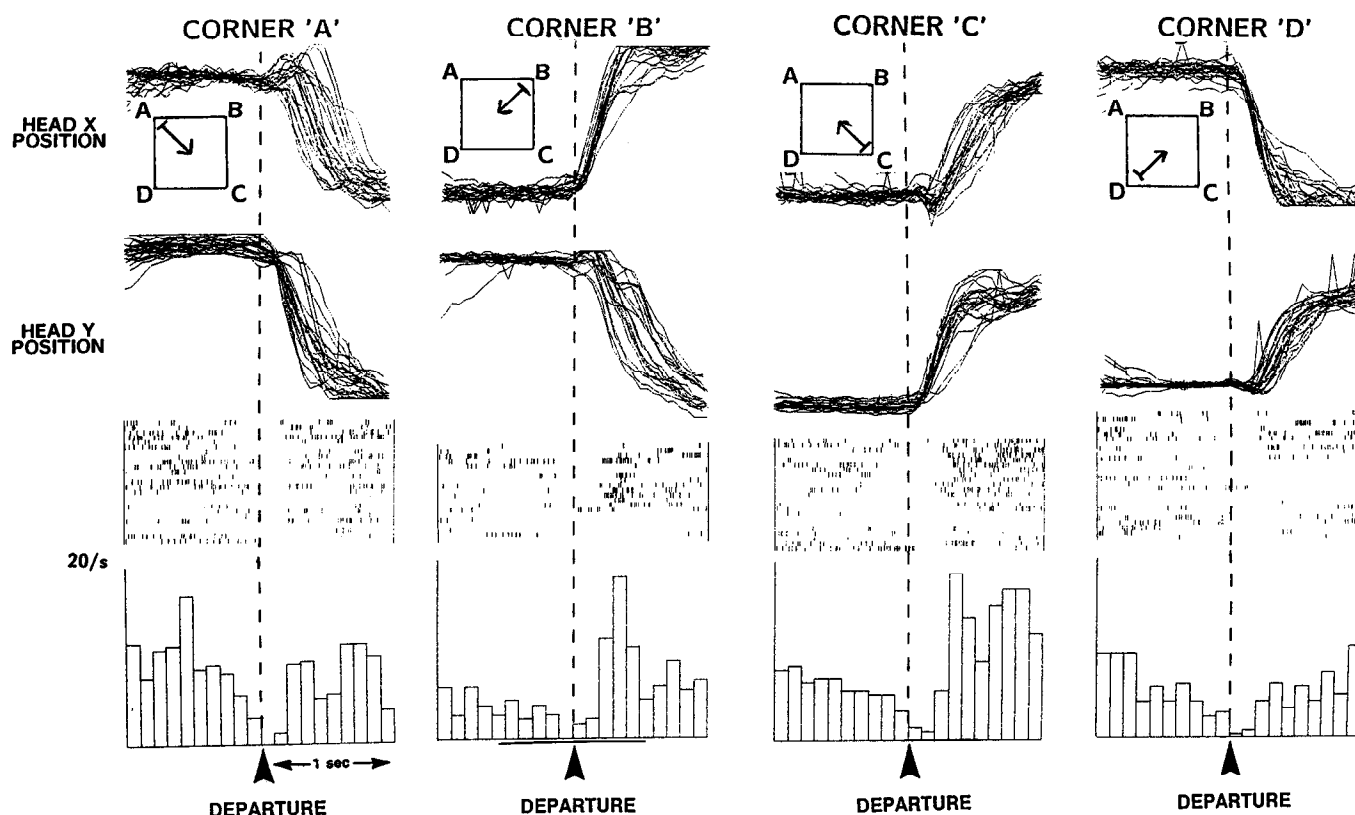 CORNER 'A' CORNER 'B' CORNER 'C' CORNER 'D'
HEAD X
POSITION
A B
D C
A B
D C
A B
D C
A B
D C
HEAD Y
POSITION
20/s
1 sec
DEPARTURE DEPARTURE DEPARTURE DEPARTURE